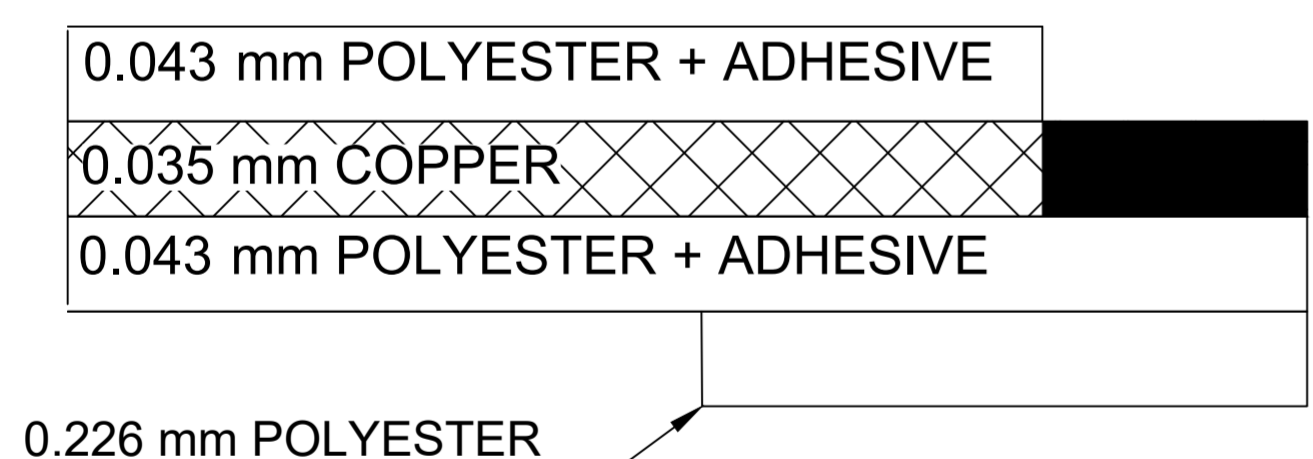 0.043 mm POLYESTER + ADHESIVE
0.035 mm COPPER
0.043 mm POLYESTER + ADHESIVE
0.226 mm POLYESTER